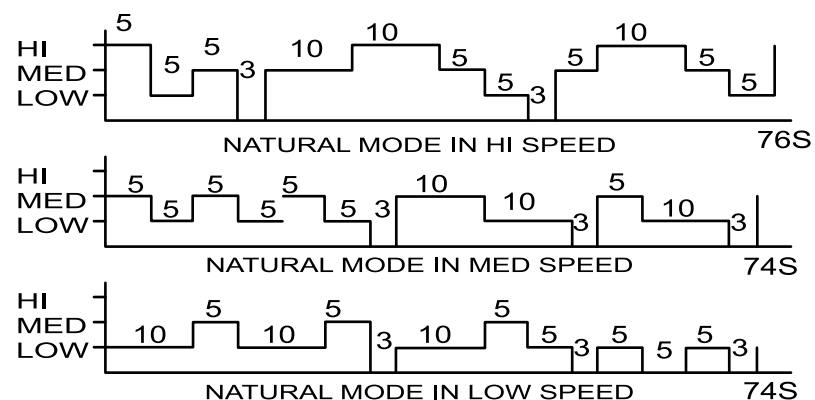 5
5 10 10
HI 5 3 10 5
MED 5 5 3 5 5
LOW
NATURAL MODE IN HI SPEED 76S
HI
MED 5 5 5 10 5
LOW 5 5 5 3 10 3 10 3
NATURAL MODE IN MED SPEED 74S
HI
MED 5 5 5
LOW 10 10 3 10 5 3 5 5 5 3
NATURAL MODE IN LOW SPEED 74S